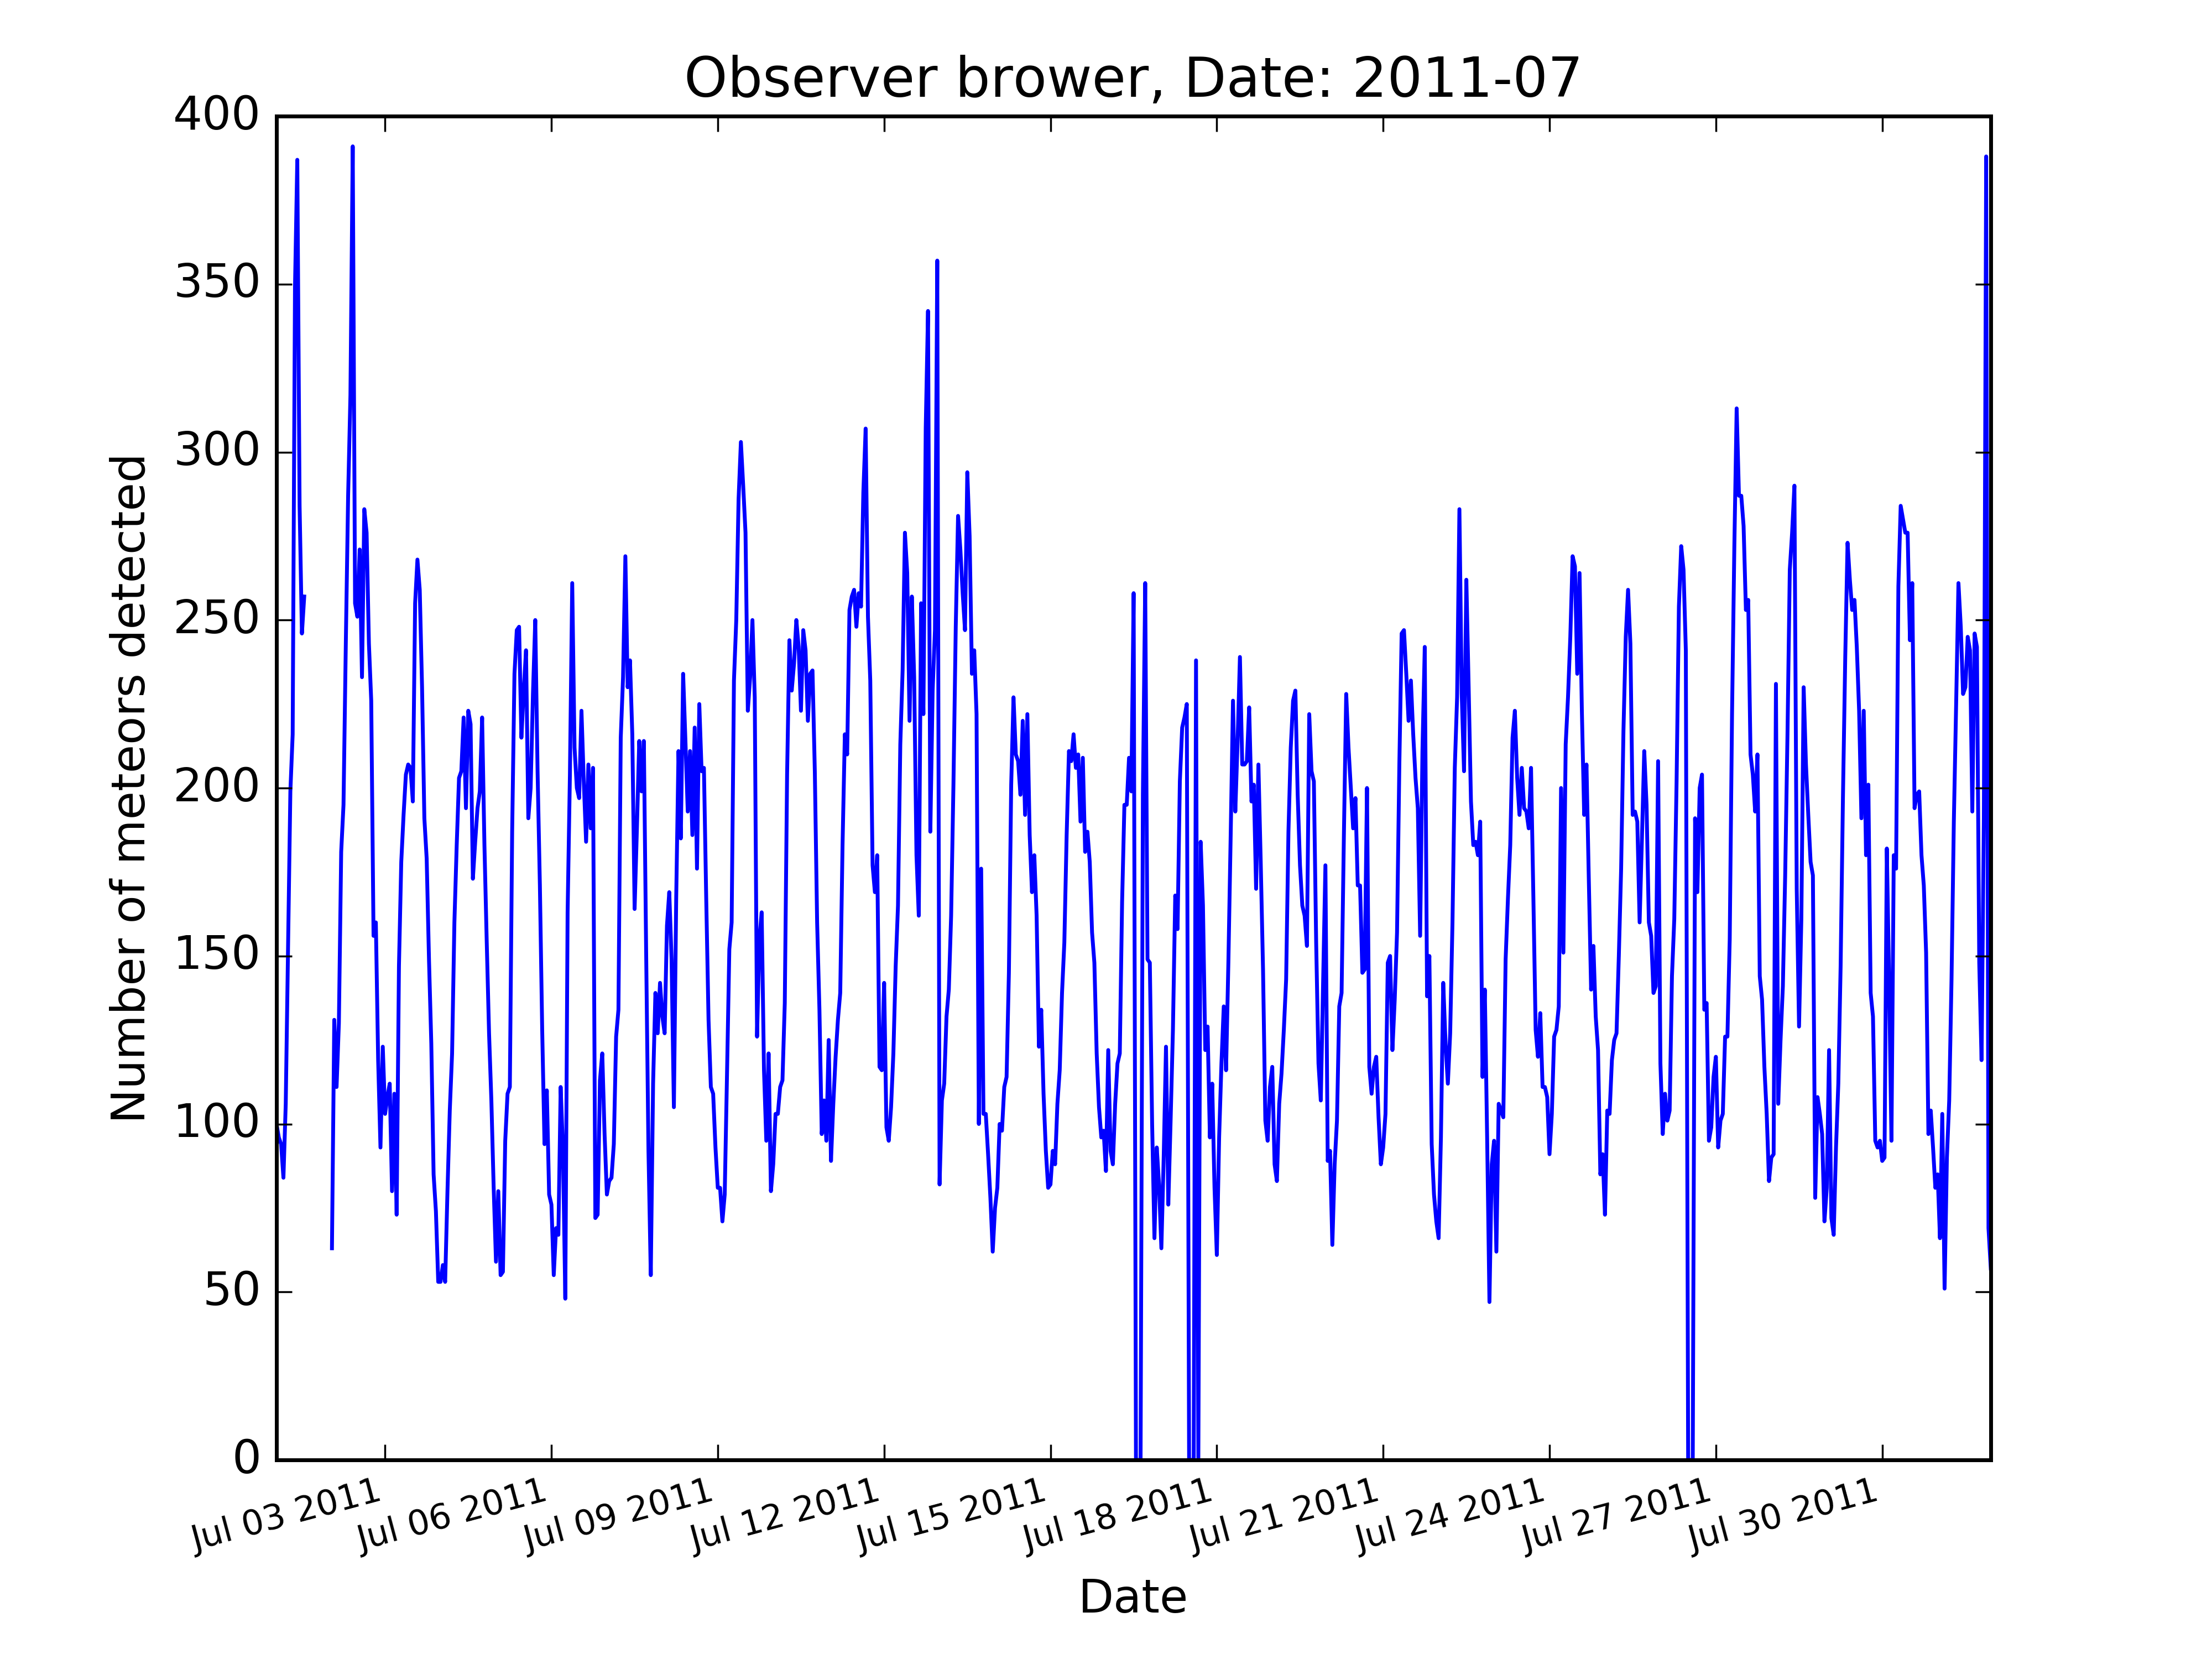 Observer brower, Date: 2011-07
400
350
300
250
200
150
100
50
0
Number of meteors detected
Jul 03 2011
Jul 06 2011
Jul 09 2011
Jul 12 2011
Jul 15 2011
Jul 18 2011
Jul 21 2011
Jul 24 2011
Jul 27 2011
Jul 30 2011
Date